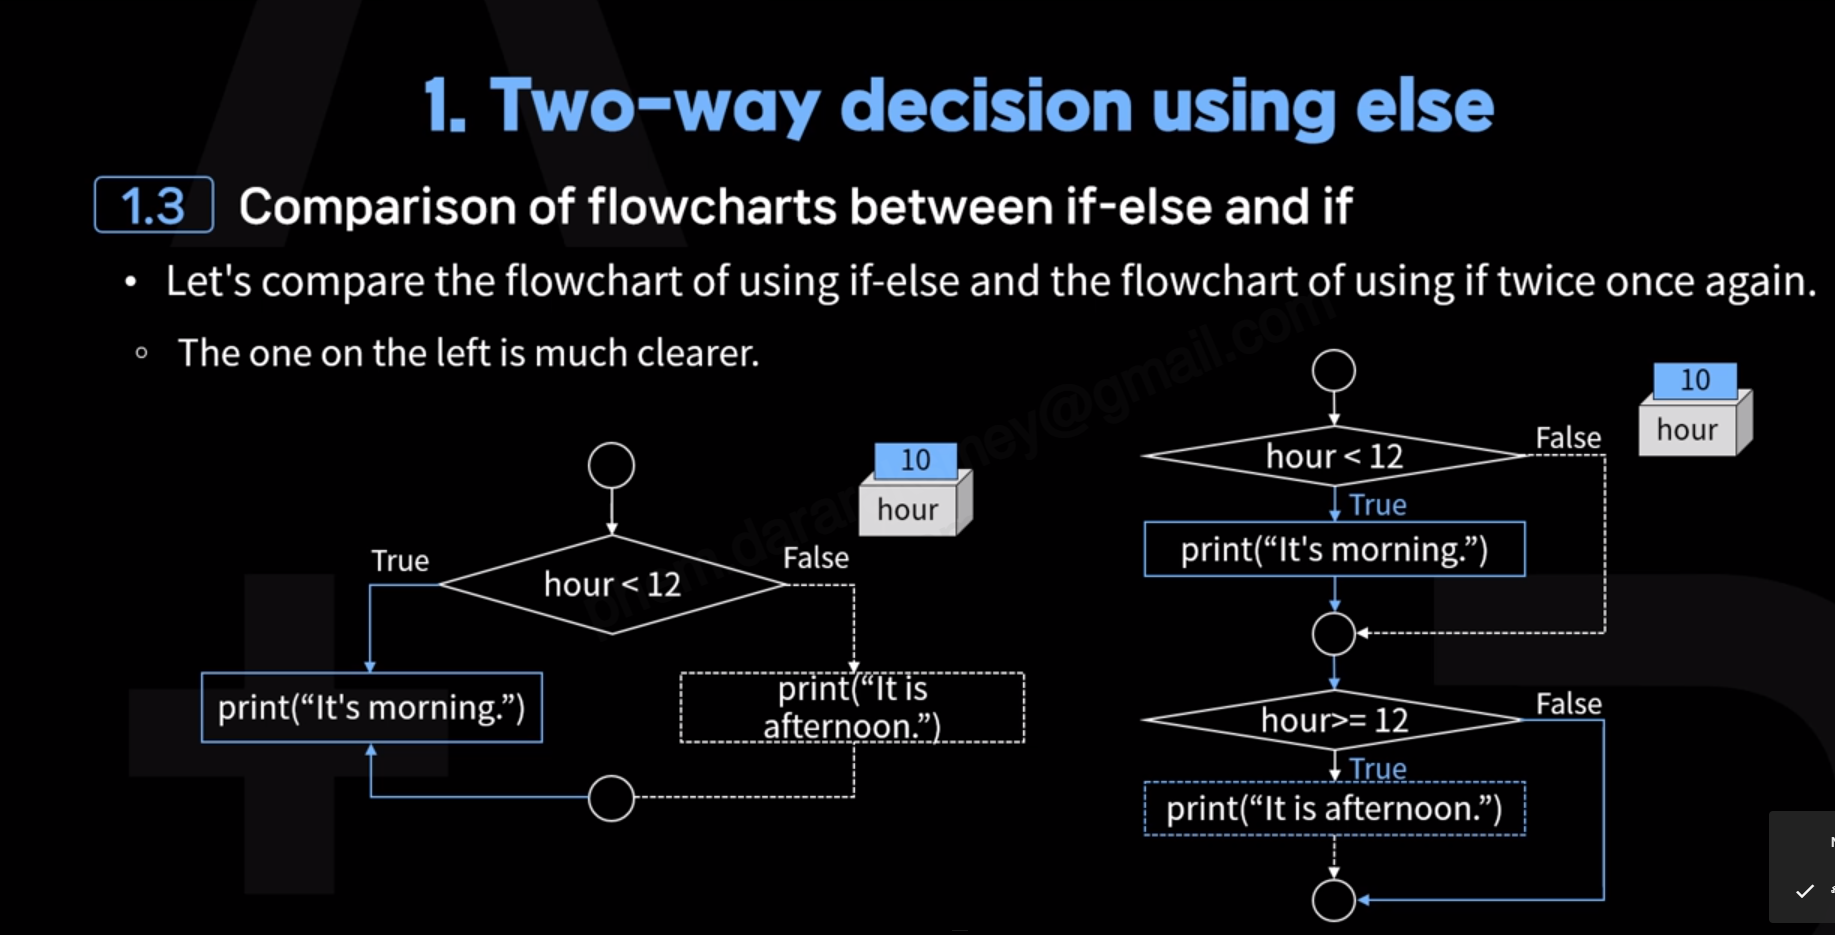 1. Two-way decision using else
1.3 Comparison of flowcharts between if-else and if
• Let's compare the flowchart of using if-else and the flowchart of using if twice once again.
○ The one on the left is much clearer.
10
hour
True
hour < 12
False
print(“It's morning.”)
print(“It is
afternoon.”)
10
hour
hour < 12
False
True
print(“It's morning.”)
hour>= 12
False
True
print(“It is afternoon.”)